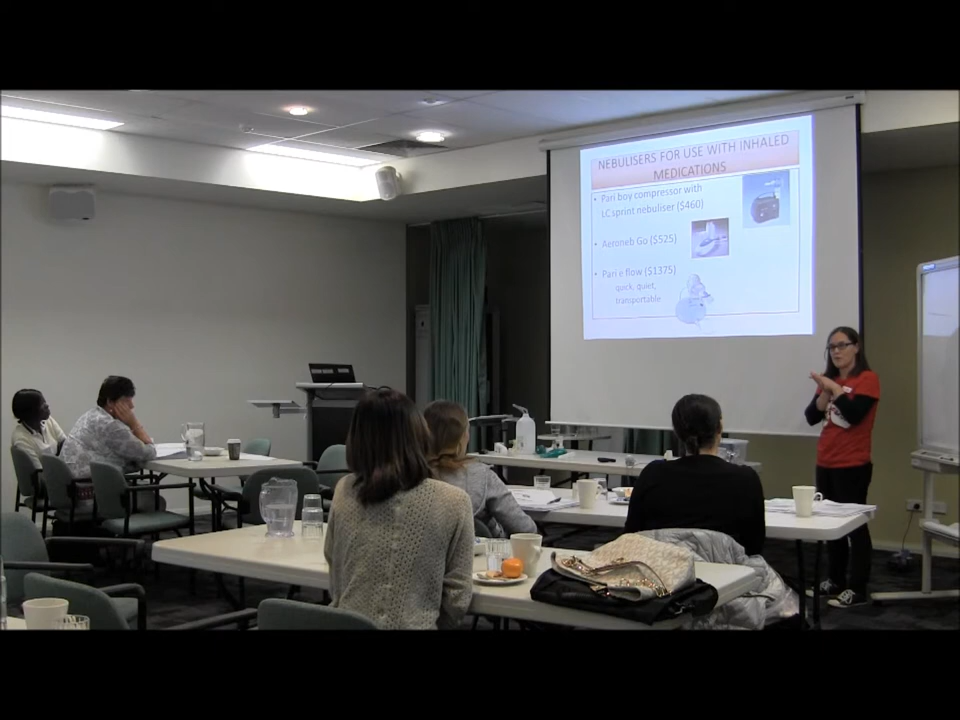 NEBULISERS FOR USE WITH INHALED
MEDICATIONS
• Pari boy compressor with
LC sprint nebuliser ($460)
• Aeroneb Go ($525)
• Pari e flow ($1375)
quick, quiet,
transportable